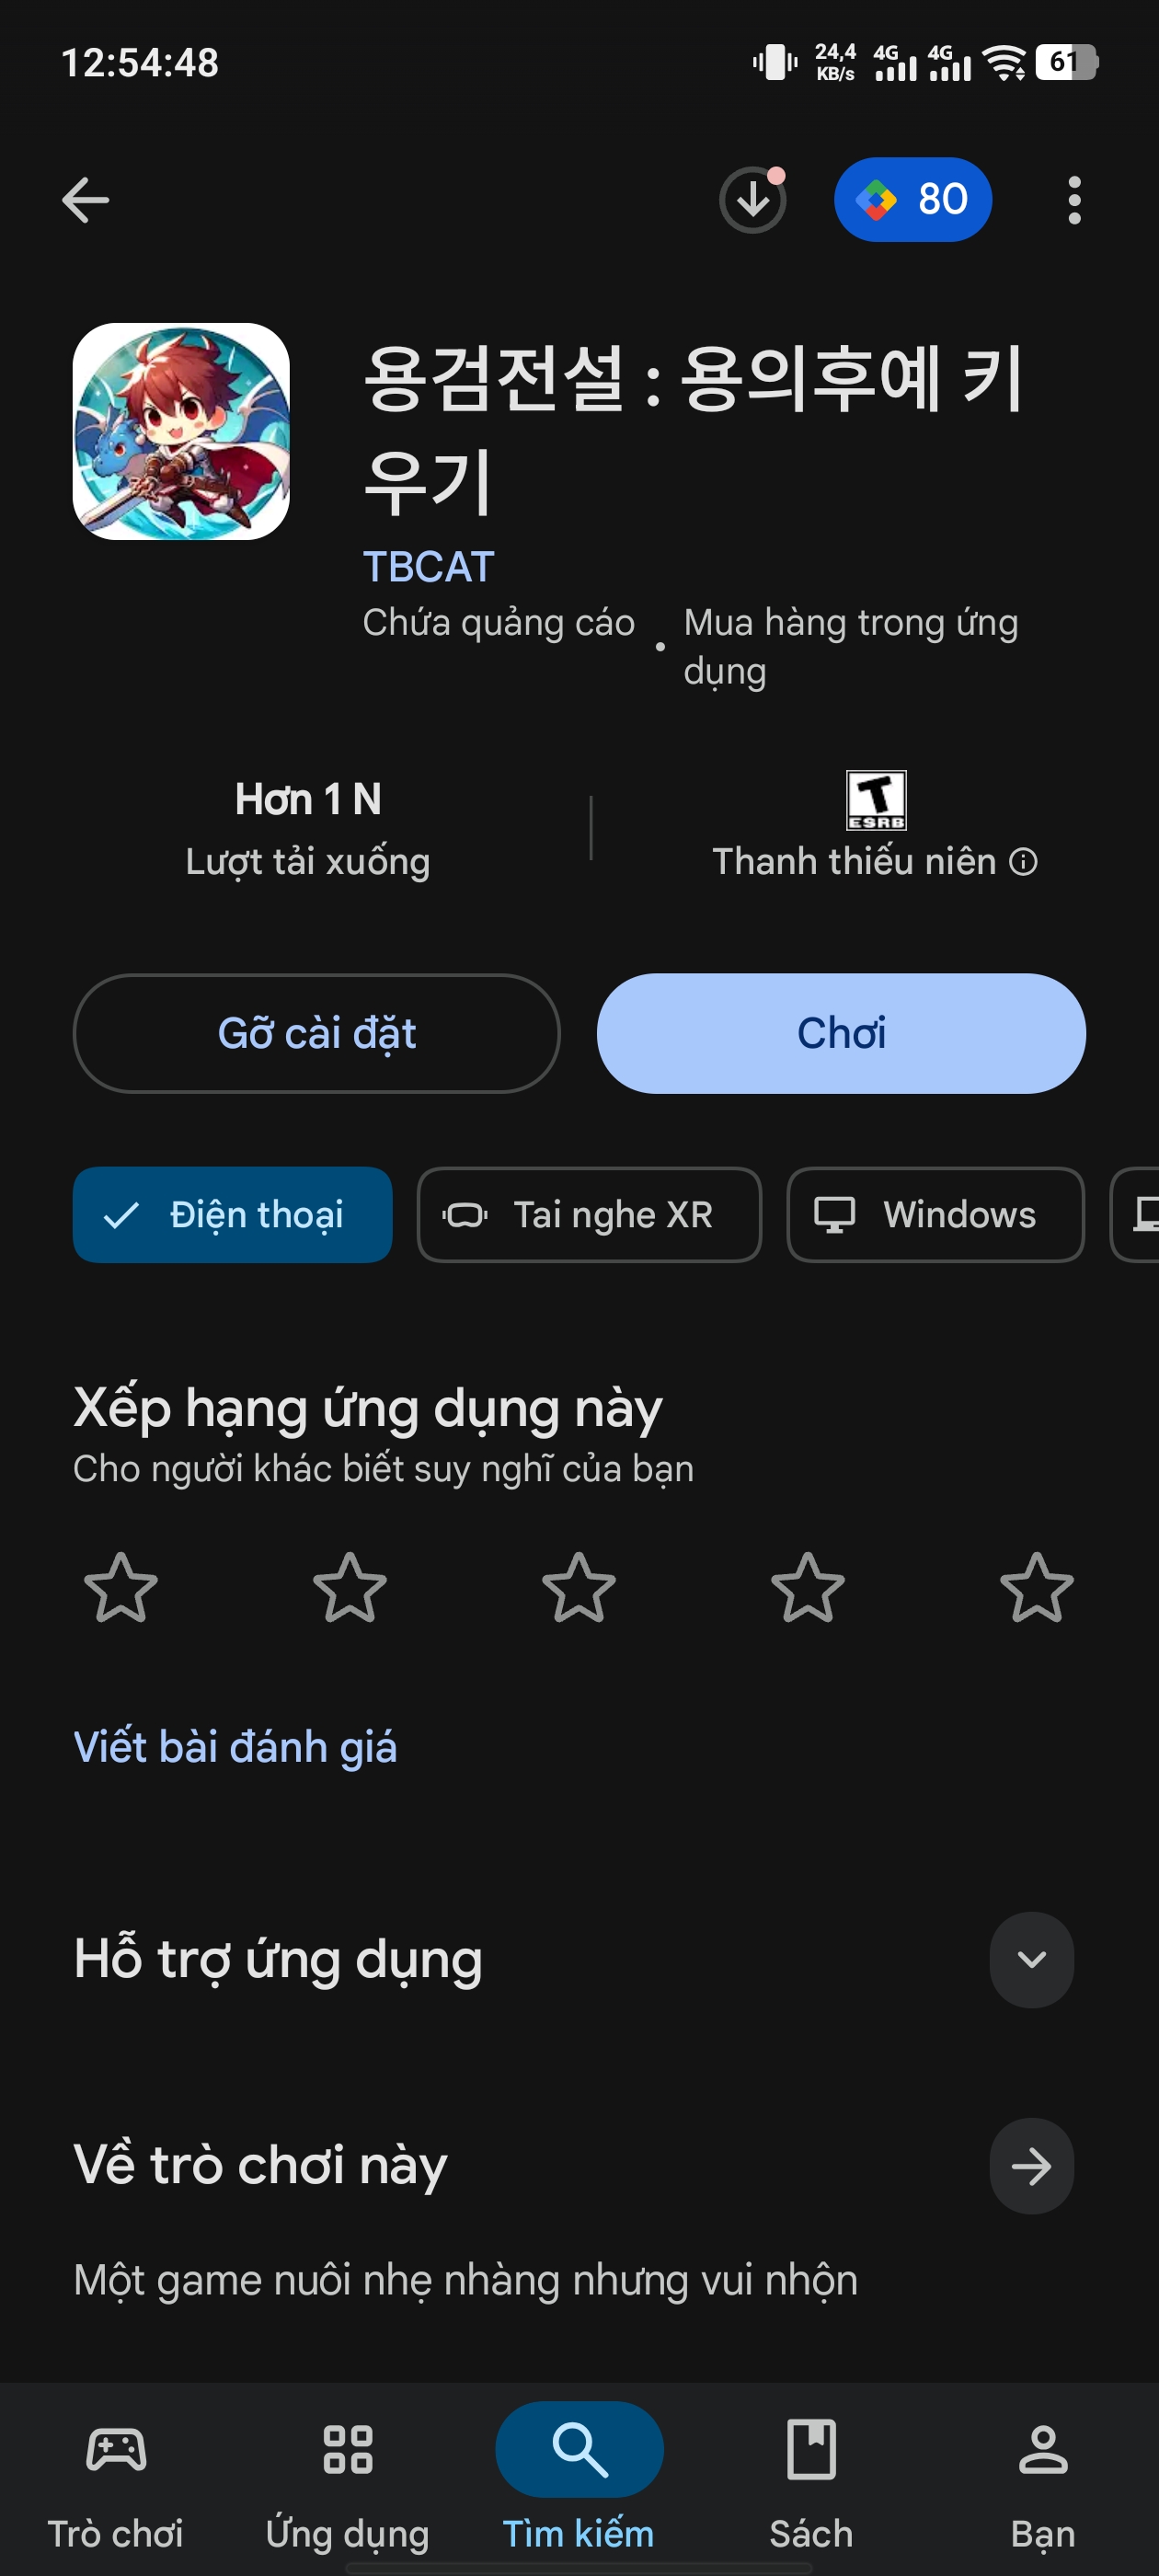 12:54:48
24,4
KB/s
4G
4G
61
80
용검전설 : 용의후예 키
우기
TBCAT
Chứa quảng cáo • Mua hàng trong ứng
dụng
Hơn 1 N
Lượt tải xuống
T
ESRB
Thanh thiếu niên
Gỡ cài đặt
Chơi
Điện thoại
Tai nghe XR
Windows
Xếp hạng ứng dụng này
Cho người khác biết suy nghĩ của bạn
Viết bài đánh giá
Hỗ trợ ứng dụng
Về trò chơi này
Một game nuôi nhẹ nhàng nhưng vui nhộn
Trò chơi
Ứng dụng
Tìm kiếm
Sách
Bạn